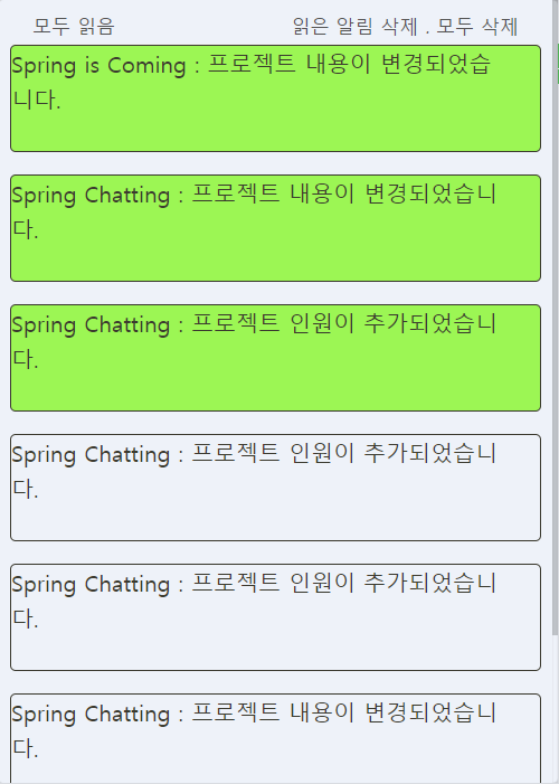 모두 읽음 읽은 알림 삭제 . 모두 삭제
Spring is Coming : 프로젝트 내용이 변경되었습
니다.
Spring Chatting : 프로젝트 내용이 변경되었습니
다.
Spring Chatting : 프로젝트 인원이 추가되었습니
다.
Spring Chatting : 프로젝트 인원이 추가되었습니
다.
Spring Chatting : 프로젝트 인원이 추가되었습니
다.
Spring Chatting : 프로젝트 내용이 변경되었습니
다.